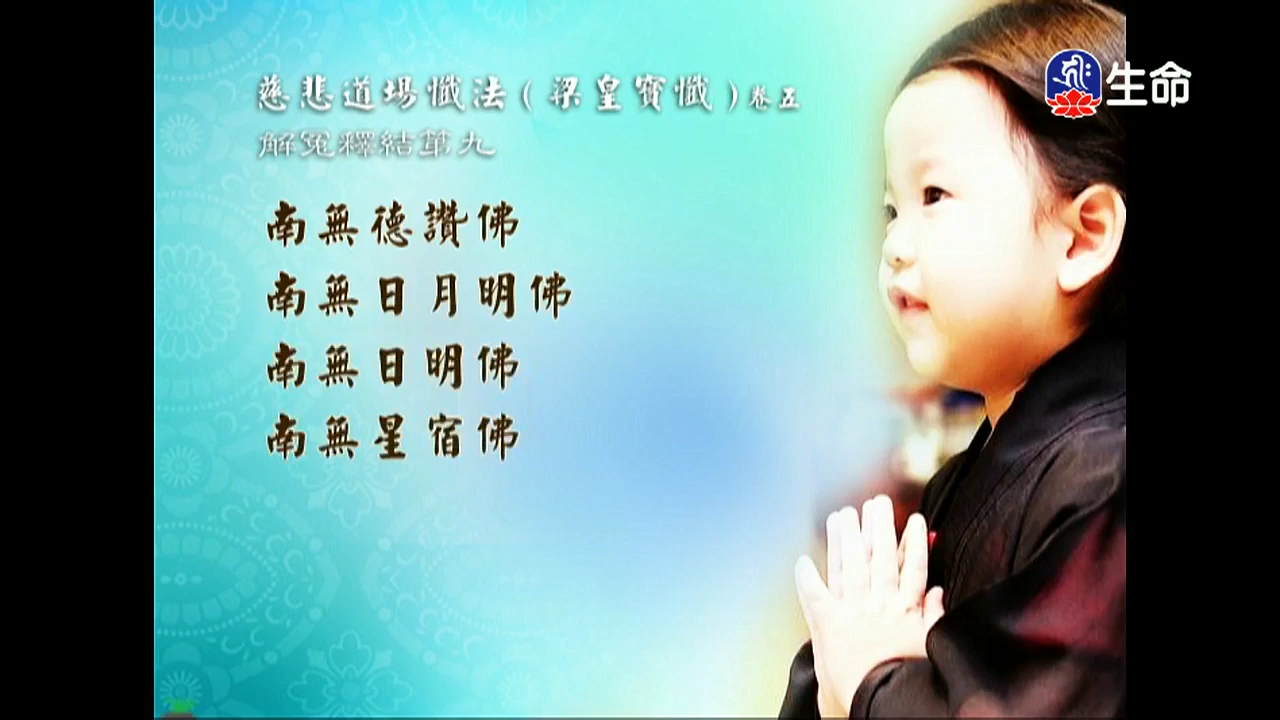 慈悲道場懺法(梁皇寶懺)卷五
解冤釋結第九
南無德讚佛
南無日月明佛
南無日明佛
南無星宿佛
生命